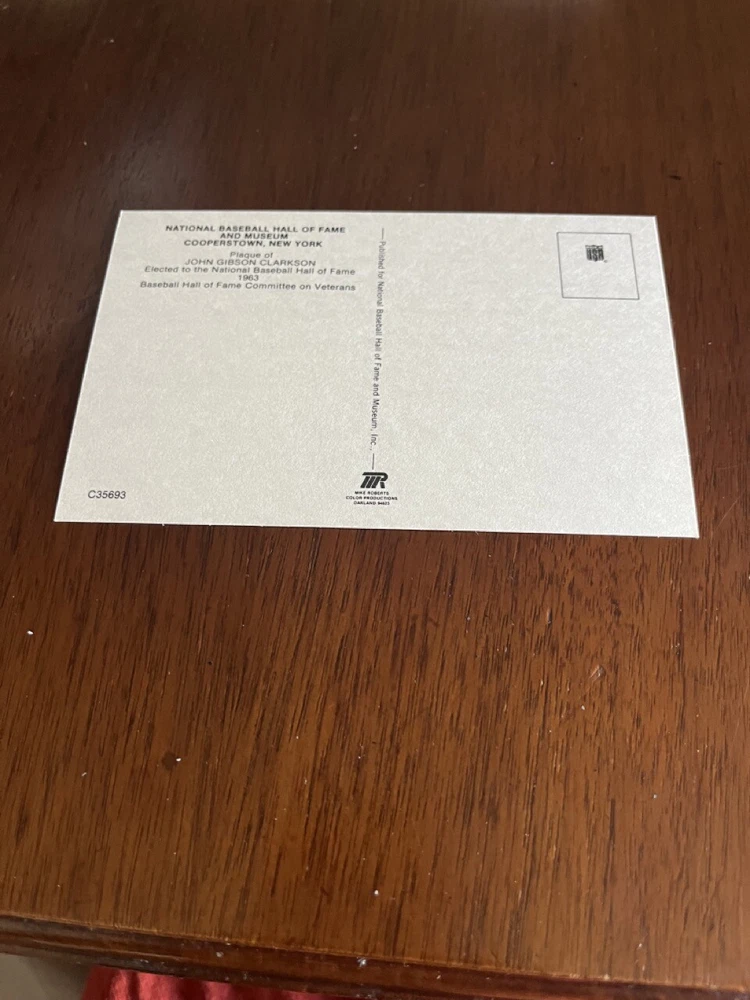 NATIONAL BASEBALL HALL OF FAME
AND MUSEUM
COOPERSTOWN, NEW YORK
Plaque of
JOHN GIBSON CLARKSON
Elected to the National Baseball Hall of Fame
1963
Baseball Hall of Fame Committee on Veterans
Published for National Baseball Hall of Fame and Museum, Inc.
C35693
MIKE ROBERTS
COLOR PRODUCTIONS
OAKLAND 94623